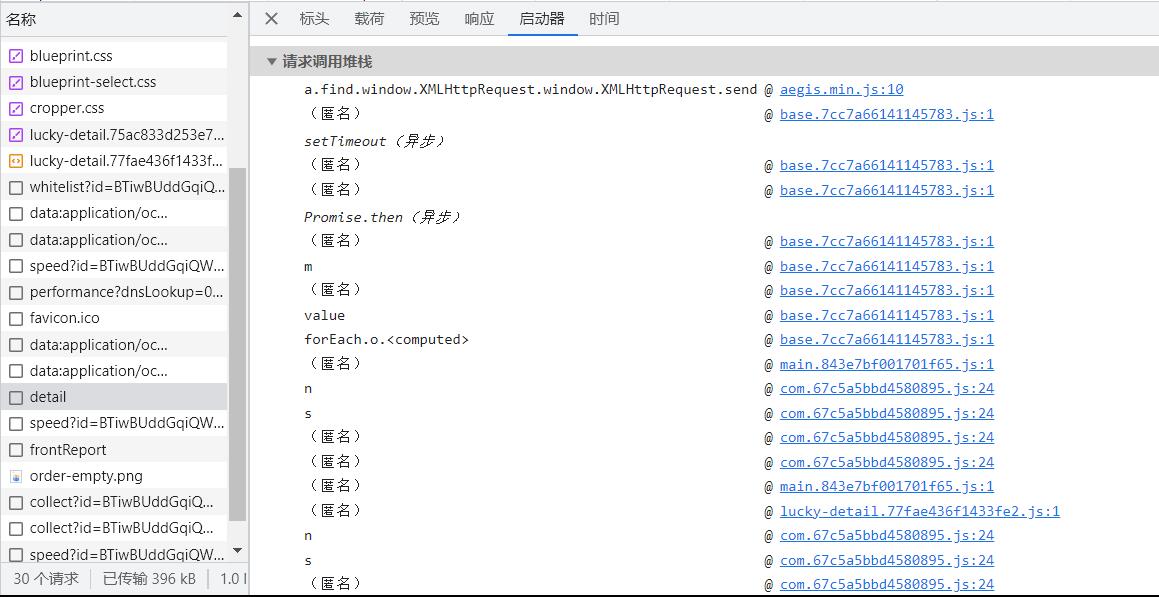 名称
blueprint.css
blueprint-select.css
cropper.css
lucky-detail.75ac833d253e7...
lucky-detail.77fae436f1433f...
whitelist?id=BTiwBUddGqiQ...
data:application/oc...
data:application/oc...
speed?id=BTiwBUddGqiQW...
performance?dnsLookup=0...
favicon.ico
data:application/oc...
data:application/oc...
detail
speed?id=BTiwBUddGqiQW...
frontReport
order-empty.png
collect?id=BTiwBUddGqiQ...
collect?id=BTiwBUddGqiQ...
speed?id=BTiwBUddGqiQW...
30 个请求 已传输 396 kB 1.0
标头 载荷 预览 响应 启动器 时间
请求调用堆栈
a.find.window.XMLHttpRequest.window.XMLHttpRequest.send @ aegis.min.js:10
（匿名） @ base.7cc7a66141145783.js:1
setTimeout（异步）
（匿名） @ base.7cc7a66141145783.js:1
（匿名） @ base.7cc7a66141145783.js:1
Promise.then（异步）
（匿名） @ base.7cc7a66141145783.js:1
m @ base.7cc7a66141145783.js:1
（匿名） @ base.7cc7a66141145783.js:1
value @ base.7cc7a66141145783.js:1
forEach.o.<computed> @ base.7cc7a66141145783.js:1
（匿名） @ main.843e7bf001701f65.js:1
n @ com.67c5a5bbd4580895.js:24
s @ com.67c5a5bbd4580895.js:24
（匿名） @ com.67c5a5bbd4580895.js:24
（匿名） @ com.67c5a5bbd4580895.js:24
（匿名） @ main.843e7bf001701f65.js:1
（匿名） @ lucky-detail.77fae436f1433fe2.js:1
n @ com.67c5a5bbd4580895.js:24
s @ com.67c5a5bbd4580895.js:24
（匿名） @ com.67c5a5bbd4580895.js:24